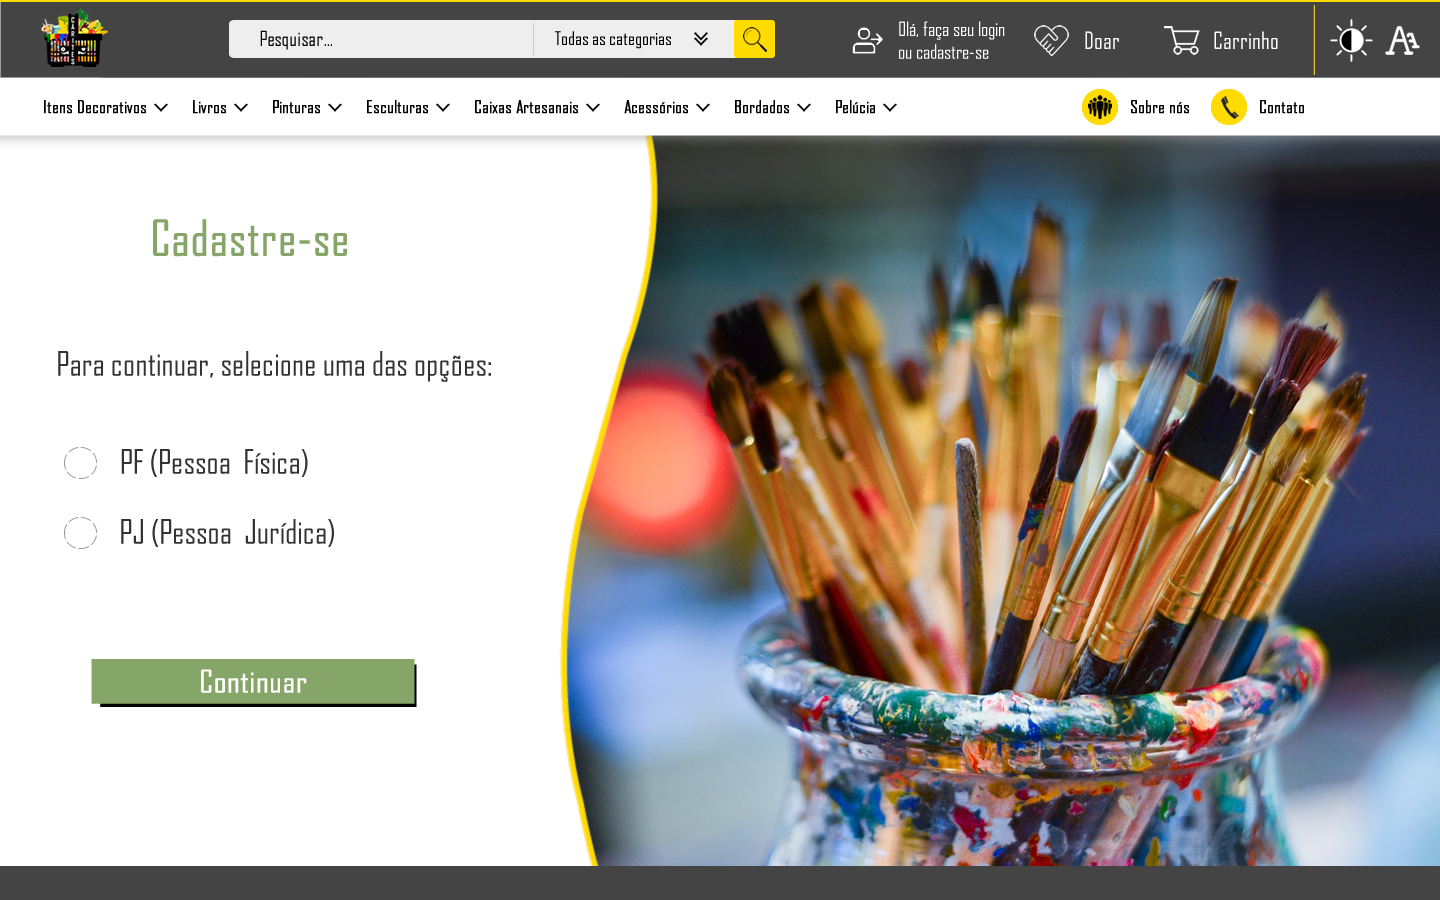 CARITAS
Pesquisar...
Todas as categorias
Olá, faça seu login
ou cadastre-se
Doar
Carrinho
Itens Decorativos
Livros
Pinturas
Esculturas
Caixas Artesanais
Acessórios
Bordados
Pelúcia
Sobre nós
Contato
Cadastre-se
Para continuar, selecione uma das opções:
PF (Pessoa Física)
PJ (Pessoa Jurídica)
Continuar